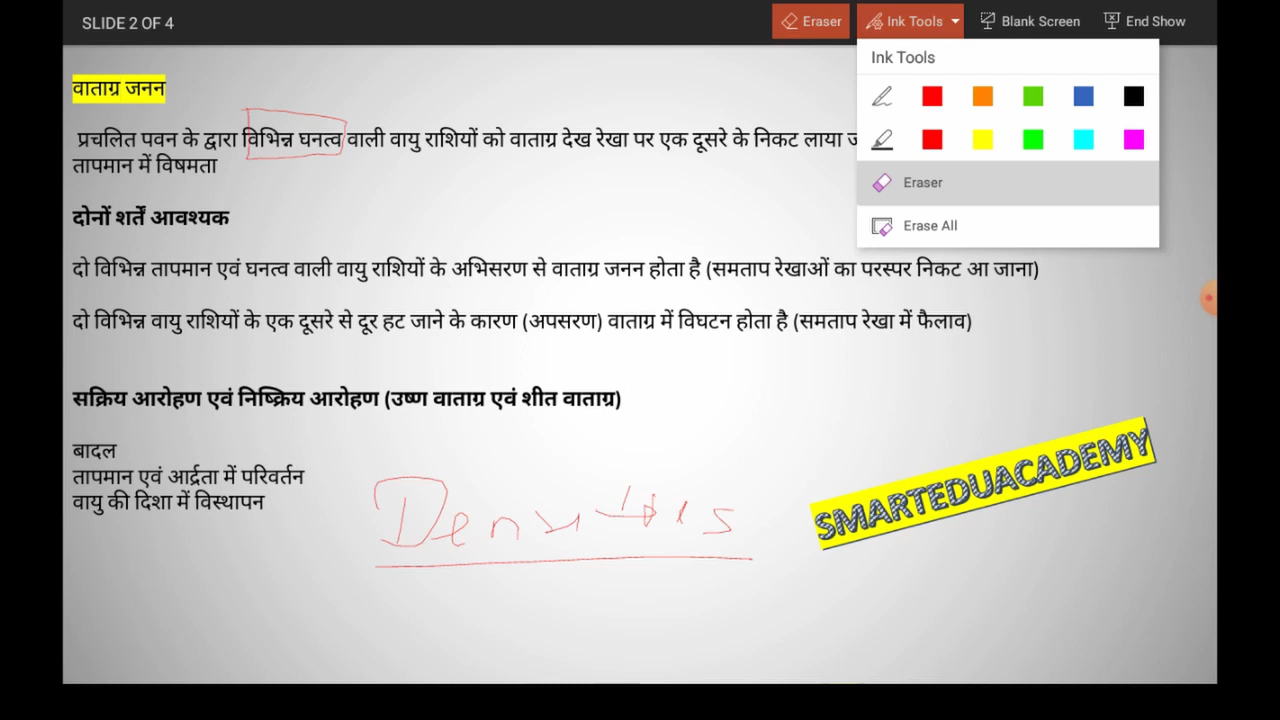 SLIDE 2 OF 4
Eraser
Ink Tools
Blank Screen
End Show
Ink Tools
Eraser
Erase All
वाताग्र जनन
प्रचलित पवन के द्वारा विभिन्न घनत्व वाली वायु राशियों को वाताग्र देख रेखा पर एक दूसरे के निकट लाया
तापमान में विषमता
दोनों शर्तें आवश्यक
दो विभिन्न तापमान एवं घनत्व वाली वायु राशियों के अभिसरण से वाताग्र जनन होता है (समताप रेखाओं का परस्पर निकट आ जाना)
दो विभिन्न वायु राशियों के एक दूसरे से दूर हट जाने के कारण (अपसरण) वाताग्र में विघटन होता है (समताप रेखा में फैलाव)
सक्रिय आरोहण एवं निष्क्रिय आरोहण (उष्ण वाताग्र एवं शीत वाताग्र)
बादल
तापमान एवं आर्द्रता में परिवर्तन
वायु की दिशा में विस्थापन
SMARTEDUACADEMY